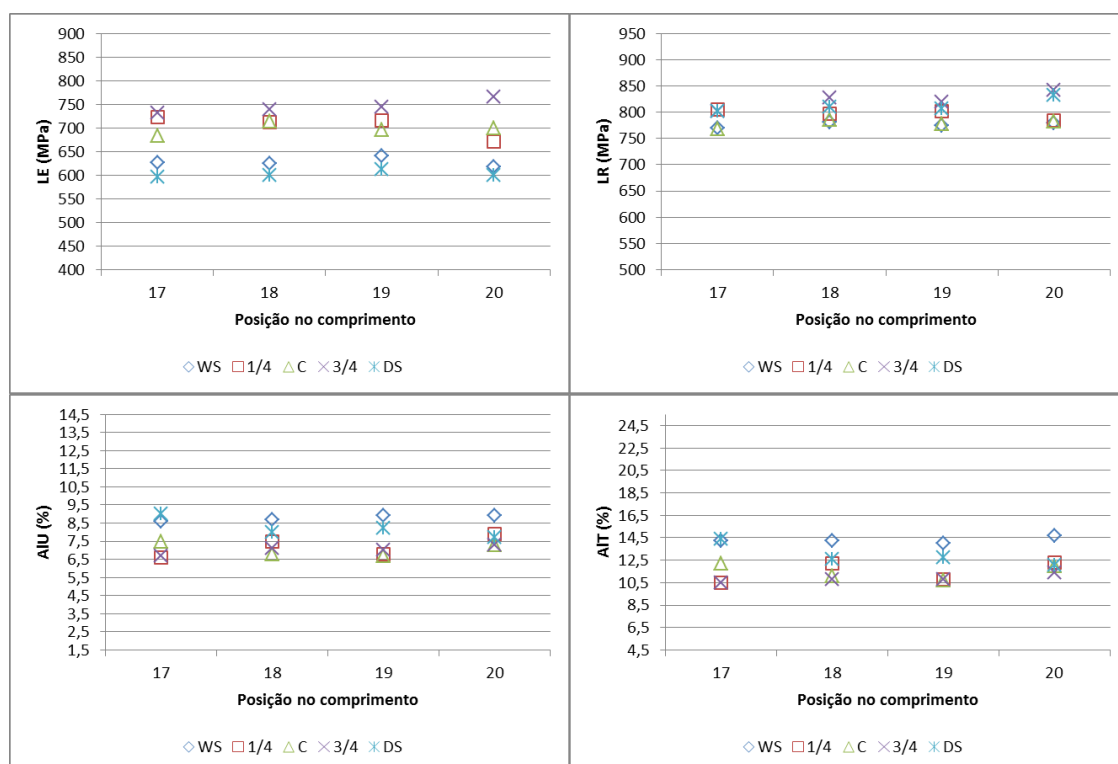 LE (MPa)
900
850
800
750
700
650
600
550
500
450
400
17 18 19 20
Posição no comprimento
WS 1/4 C 3/4 DS
LR (MPa)
950
900
850
800
750
700
650
600
550
500
17 18 19 20
Posição no comprimento
WS 1/4 C 3/4 DS
AIU (%)
14,5
13,5
12,5
11,5
10,5
9,5
8,5
7,5
6,5
5,5
4,5
3,5
2,5
1,5
17 18 19 20
Posição no comprimento
WS 1/4 C 3/4 DS
AIT (%)
24,5
22,5
20,5
18,5
16,5
14,5
12,5
10,5
8,5
6,5
4,5
17 18 19 20
Posição no comprimento
WS 1/4 C 3/4 DS